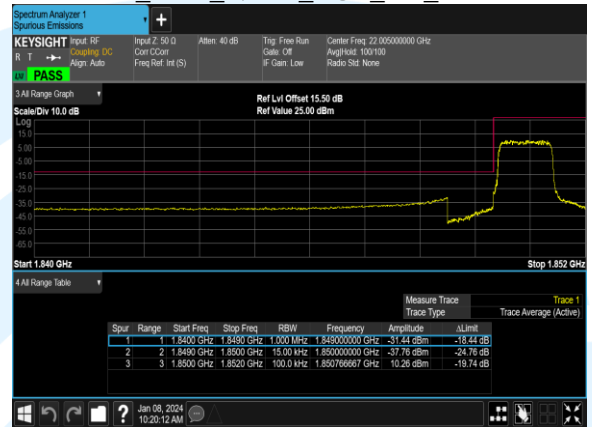 Spectrum Analyzer 1
Spurious Emissions
+
KEYSIGHT Input: RF Input Z: 50 Ω Atten: 40 dB Trig: Free Run Center Freq: 22.005000000 GHz
R T Coupling: DC Corr CCorr Gate: Off Avg|Hold: 100/100
Align: Auto Freq Ref: Int (S) IF Gain: Low Radio Std: None
LV PASS
3 All Range Graph
Ref Lvl Offset 15.50 dB
Scale/Div 10.0 dB Ref Value 25.00 dBm
Log
15.0
5.00
-5.00
-15.0
-25.0
-35.0
-45.0
-55.0
-65.0
Start 1.840 GHz Stop 1.852 GHz
4 All Range Table
Measure Trace Trace 1
Trace Type Trace Average (Active)
Spur Range Start Freq Stop Freq RBW Frequency Amplitude ΔLimit
1 1 1.8400 GHz 1.8490 GHz 1.000 MHz 1.849000000 GHz -31.44 dBm -18.44 dB
2 2 1.8490 GHz 1.8500 GHz 15.00 kHz 1.850000000 GHz -37.76 dBm -24.76 dB
3 3 1.8500 GHz 1.8520 GHz 100.0 kHz 1.850766667 GHz 10.26 dBm -19.74 dB
? Jan 08, 2024
10:20:12 AM